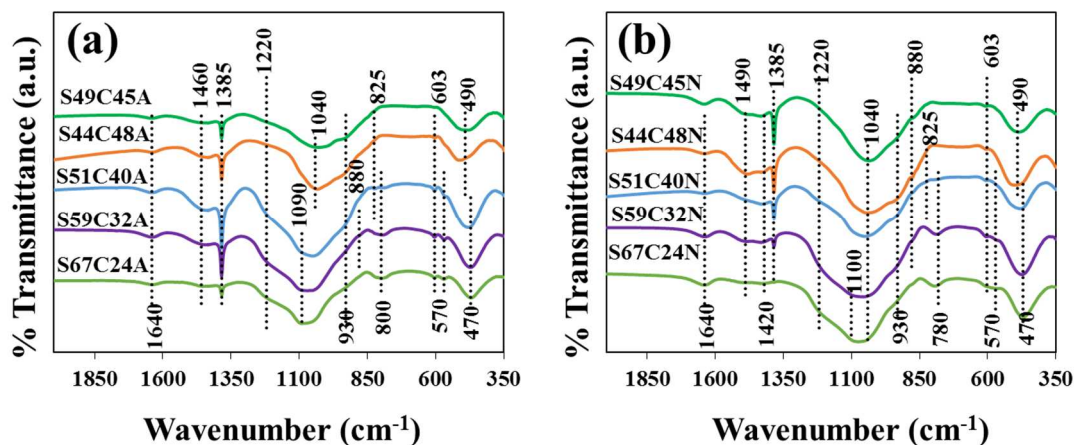 (a)
% Transmittance (a.u.)
1460
1385
1220
1040
825
603
490
S49C45A
S44C48A
S51C40A
S59C32A
S67C24A
1090
880
1640
930
800
570
470
1850 1600 1350 1100 850 600 350
Wavenumber (cm-1)
(b)
% Transmittance (a.u.)
1490
1385
1220
1040
880
825
603
490
S49C45N
S44C48N
S51C40N
S59C32N
S67C24N
1100
1640
1420
930
780
570
470
1850 1600 1350 1100 850 600 350
Wavenumber (cm-1)